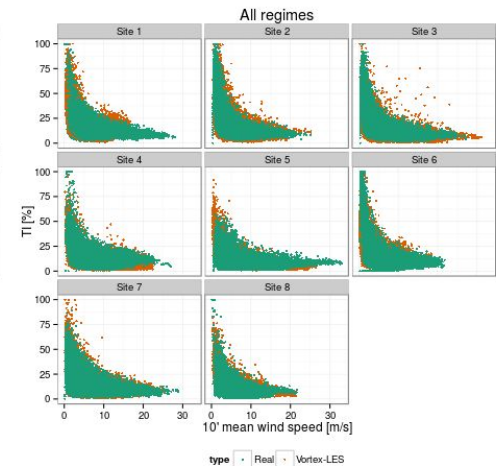 All regimes
Site 1 Site 2 Site 3
100
75
50
25
0
Site 4 Site 5 Site 6
100
75
50
25
0
TI [%]
Site 7 Site 8
100
75
50
25
0
0 10 20 30 0 10 20 30
10' mean wind speed [m/s]
type Real Vortex-LES